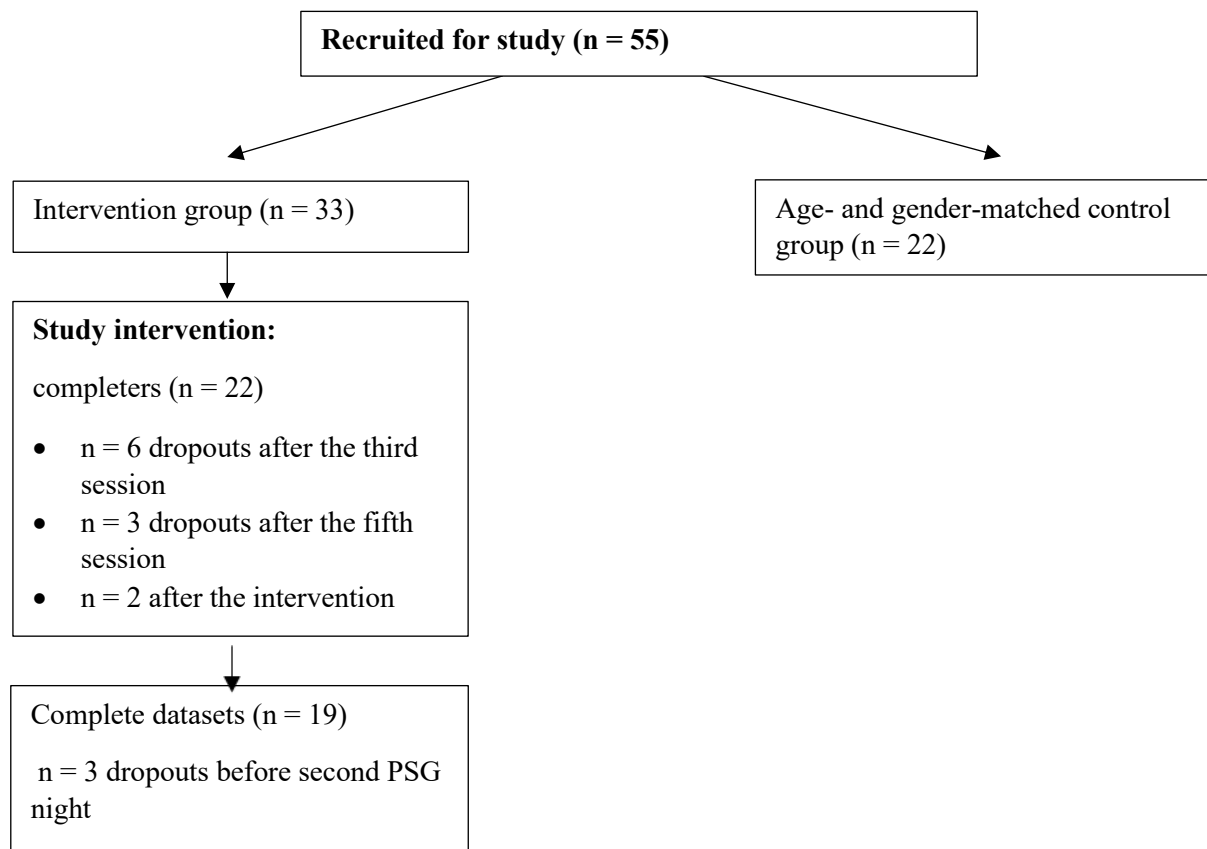 Recruited for study (n = 55)
Intervention group (n = 33)
Age- and gender-matched control
group (n = 22)
Study intervention:
completers (n = 22)
• n = 6 dropouts after the third
session
• n = 3 dropouts after the fifth
session
• n = 2 after the intervention
Complete datasets (n = 19)
n = 3 dropouts before second PSG
night